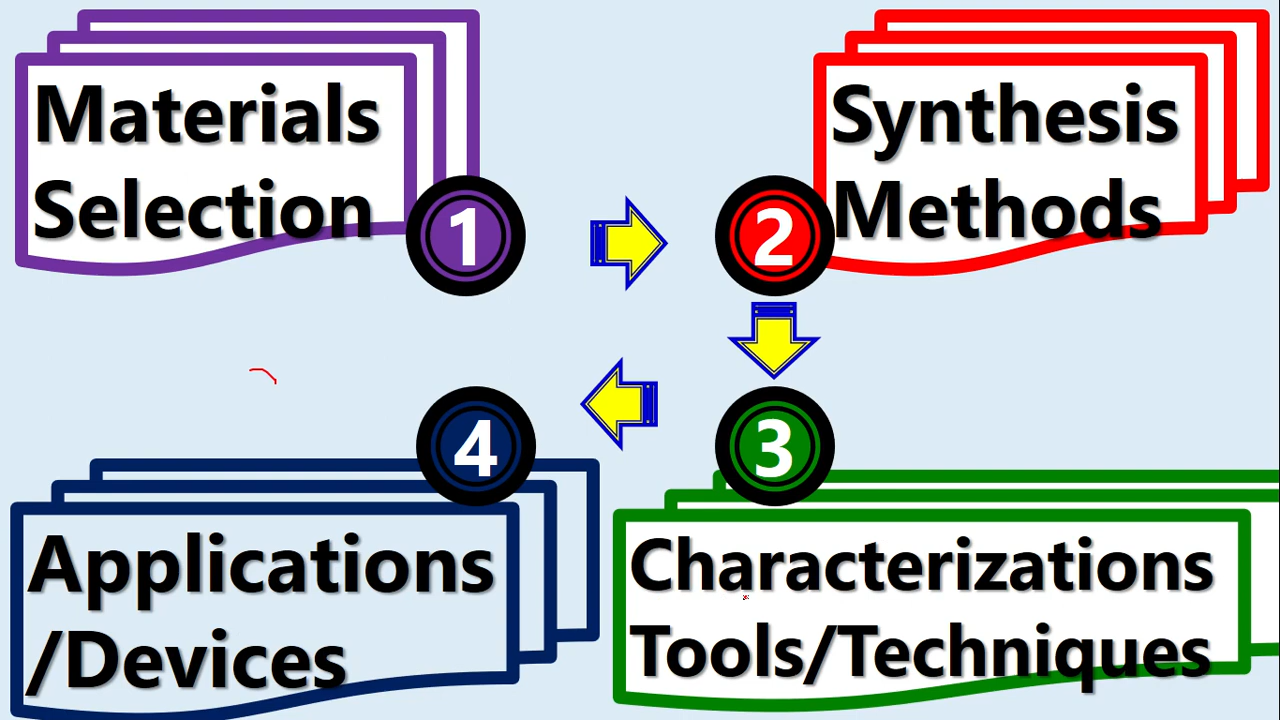 Materials
Selection
1
2
Synthesis
Methods
4
3
Applications
/Devices
Characterizations
Tools/Techniques